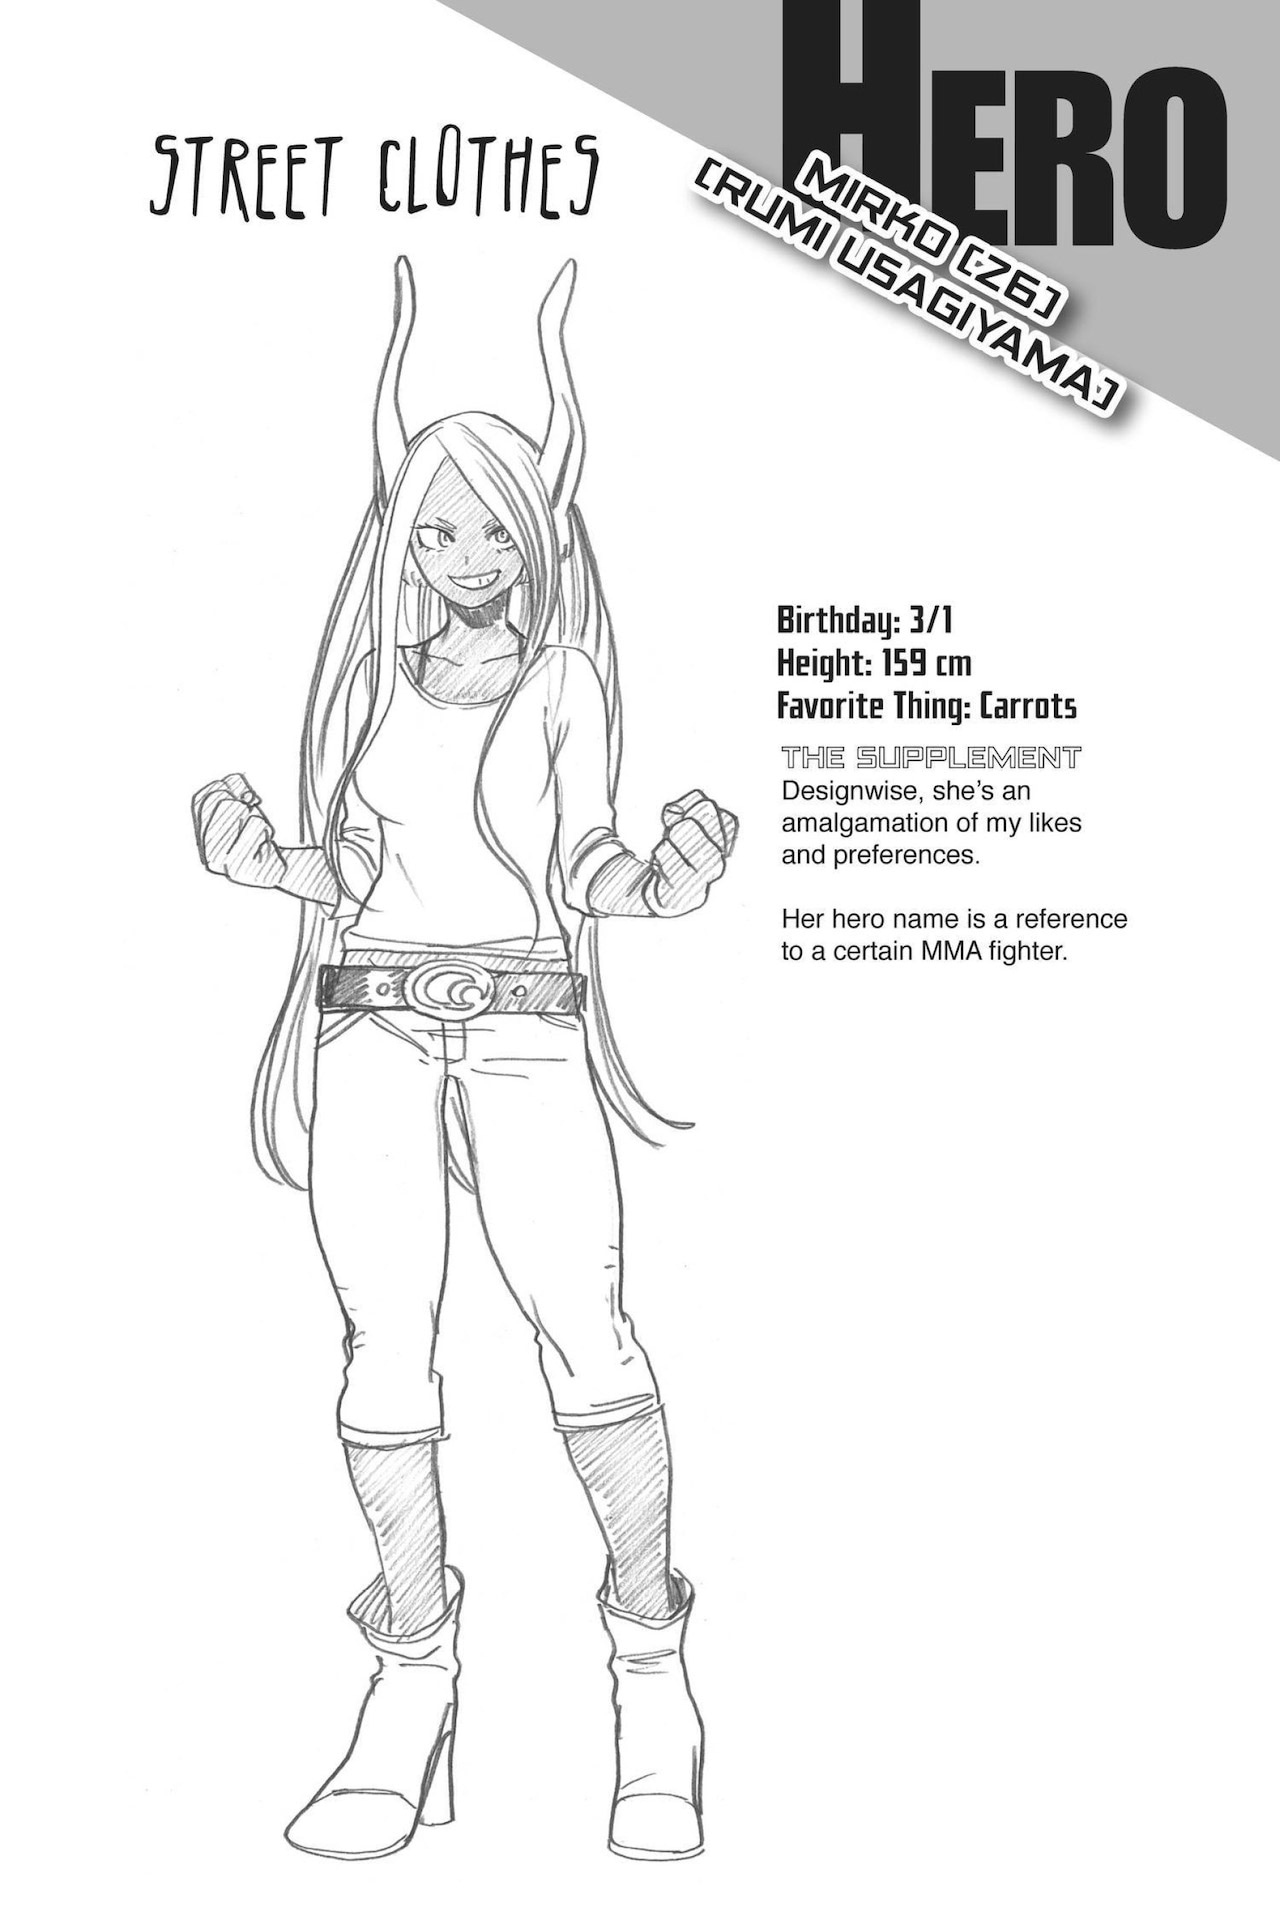 HERO
MIRKO (26)
(RUMI USAGIYAMA)
STREET CLOTHES
Birthday: 3/1
Height: 159 cm
Favorite Thing: Carrots
THE SUPPLEMENT
Designwise, she's an
amalgamation of my likes
and preferences.
Her hero name is a reference
to a certain MMA fighter.